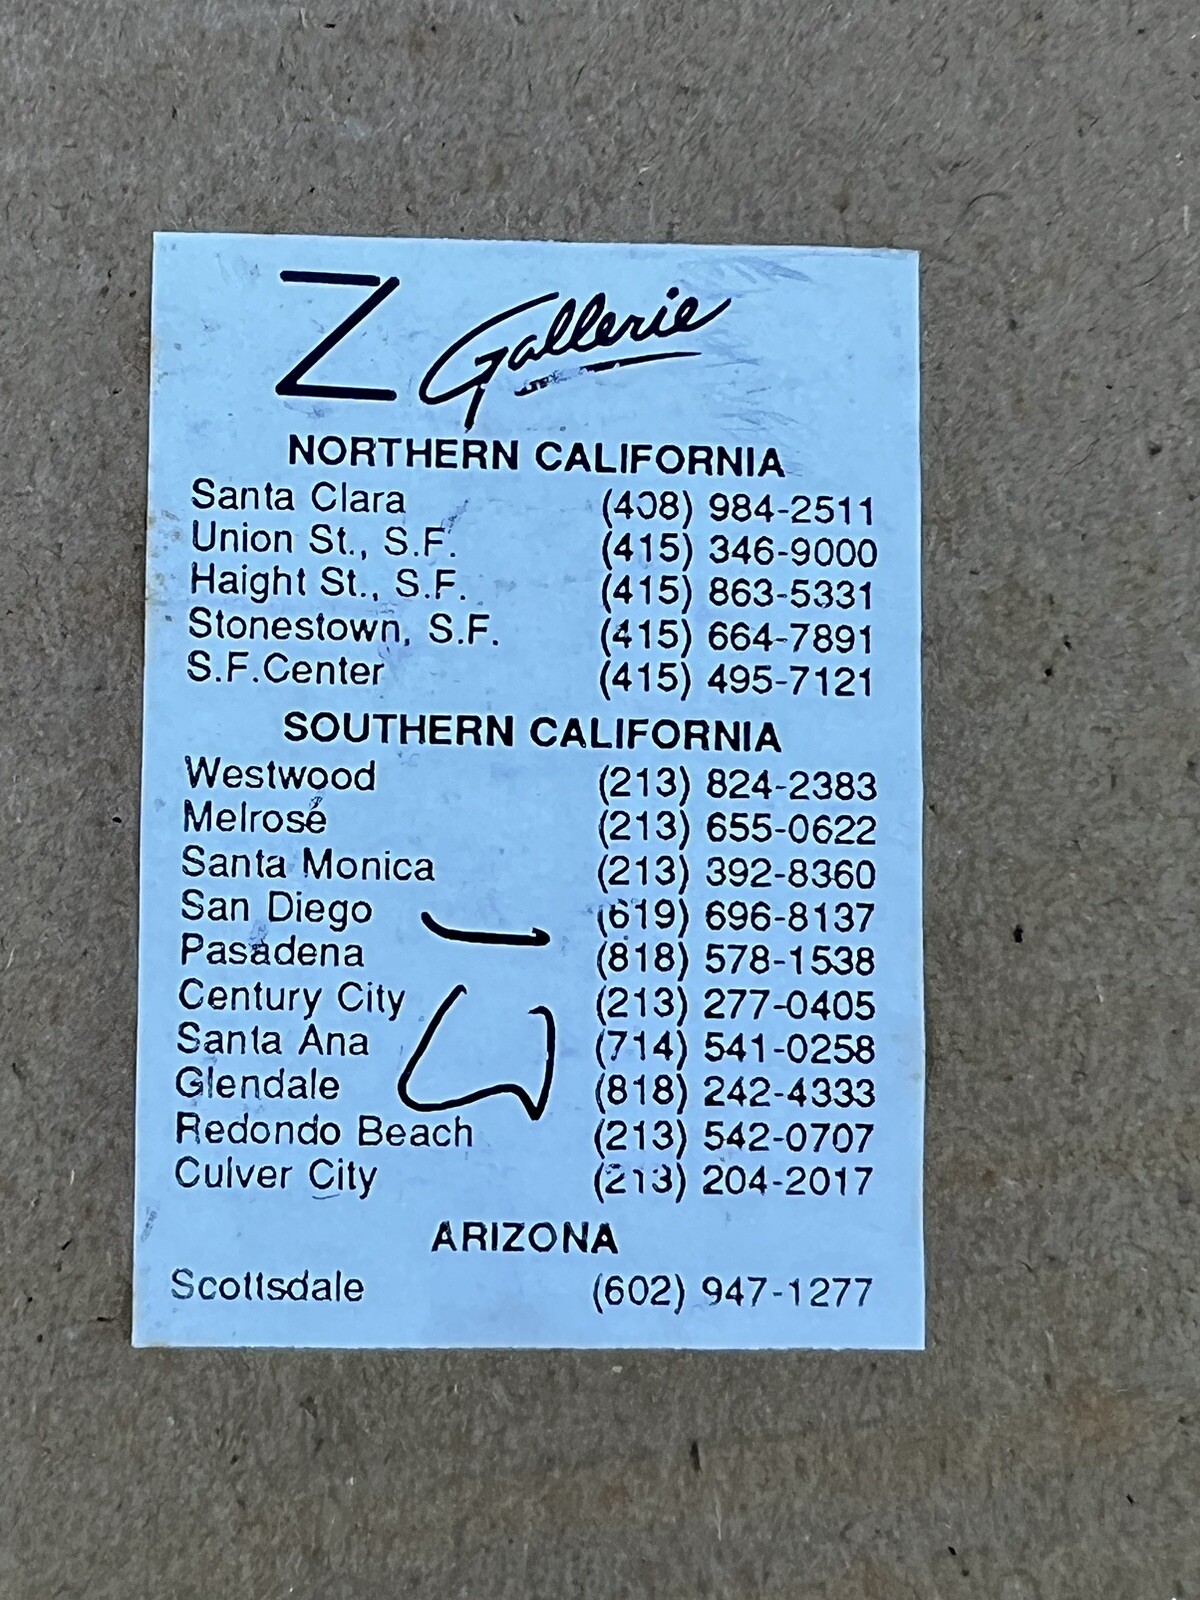 Z Gallerie
NORTHERN CALIFORNIA
Santa Clara (408) 984-2511
Union St., S.F. (415) 346-9000
Haight St., S.F. (415) 863-5331
Stonestown, S.F. (415) 664-7891
S.F.Center (415) 495-7121
SOUTHERN CALIFORNIA
Westwood (213) 824-2383
Melrose (213) 655-0622
Santa Monica (213) 392-8360
San Diego (619) 696-8137
Pasadena (818) 578-1538
Century City (213) 277-0405
Santa Ana (714) 541-0258
Glendale (818) 242-4333
Redondo Beach (213) 542-0707
Culver City (213) 204-2017
ARIZONA
Scottsdale (602) 947-1277